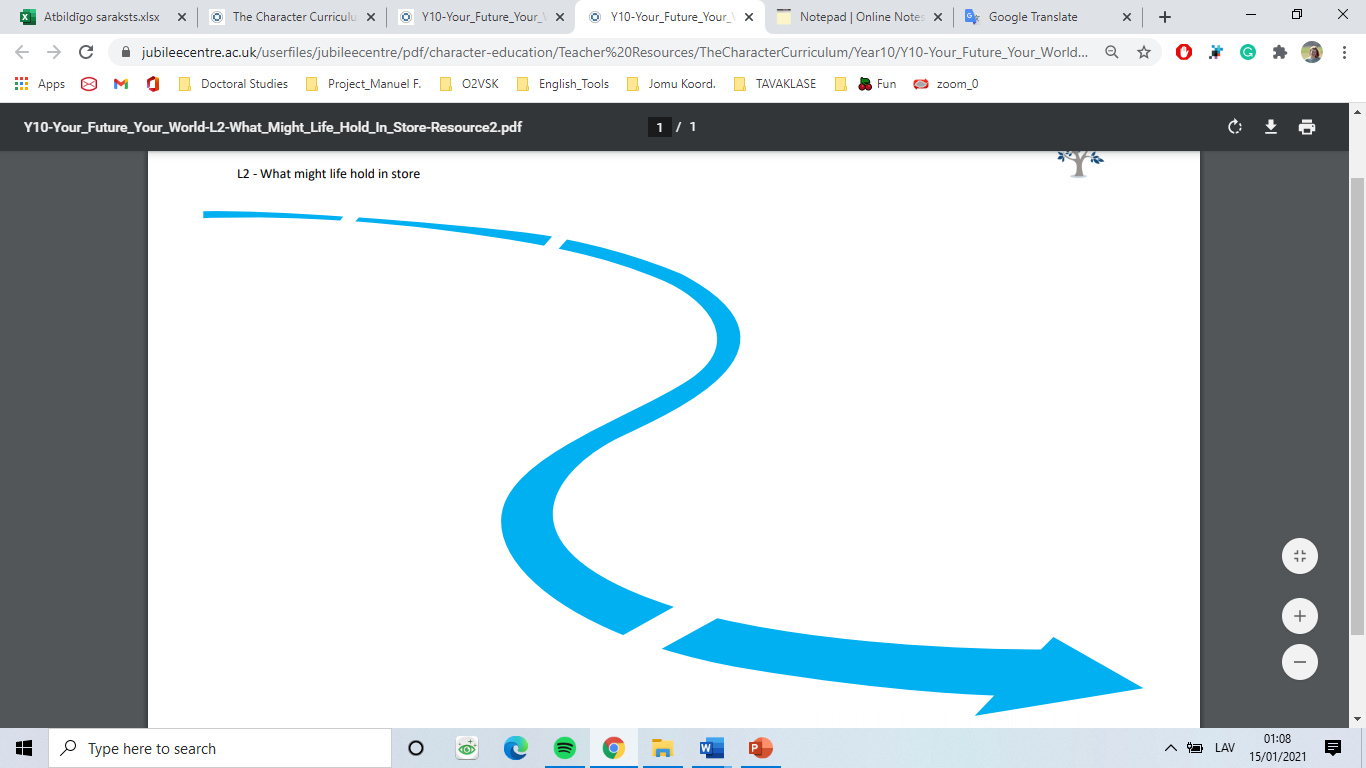 Atbildīgo saraksts.xlsx
The Character Curriculu
Y10-Your_Future_Your_
Y10-Your_Future_Your_
Notepad | Online Notes
Google Translate
jubileecentre.ac.uk/userfiles/jubileecentre/pdf/character-education/Teacher%20Resources/TheCharacterCurriculum/Year10/Y10-Your_Future_Your_World...
Apps
Doctoral Studies
Project_Manuel F.
O2VSK
English_Tools
Jomu Koord.
TAVAKLASE
Fun
zoom_0
Y10-Your_Future_Your_World-L2-What_Might_Life_Hold_In_Store-Resource2.pdf
1 / 1
L2 - What might life hold in store
Type here to search
LAV
01:08
15/01/2021